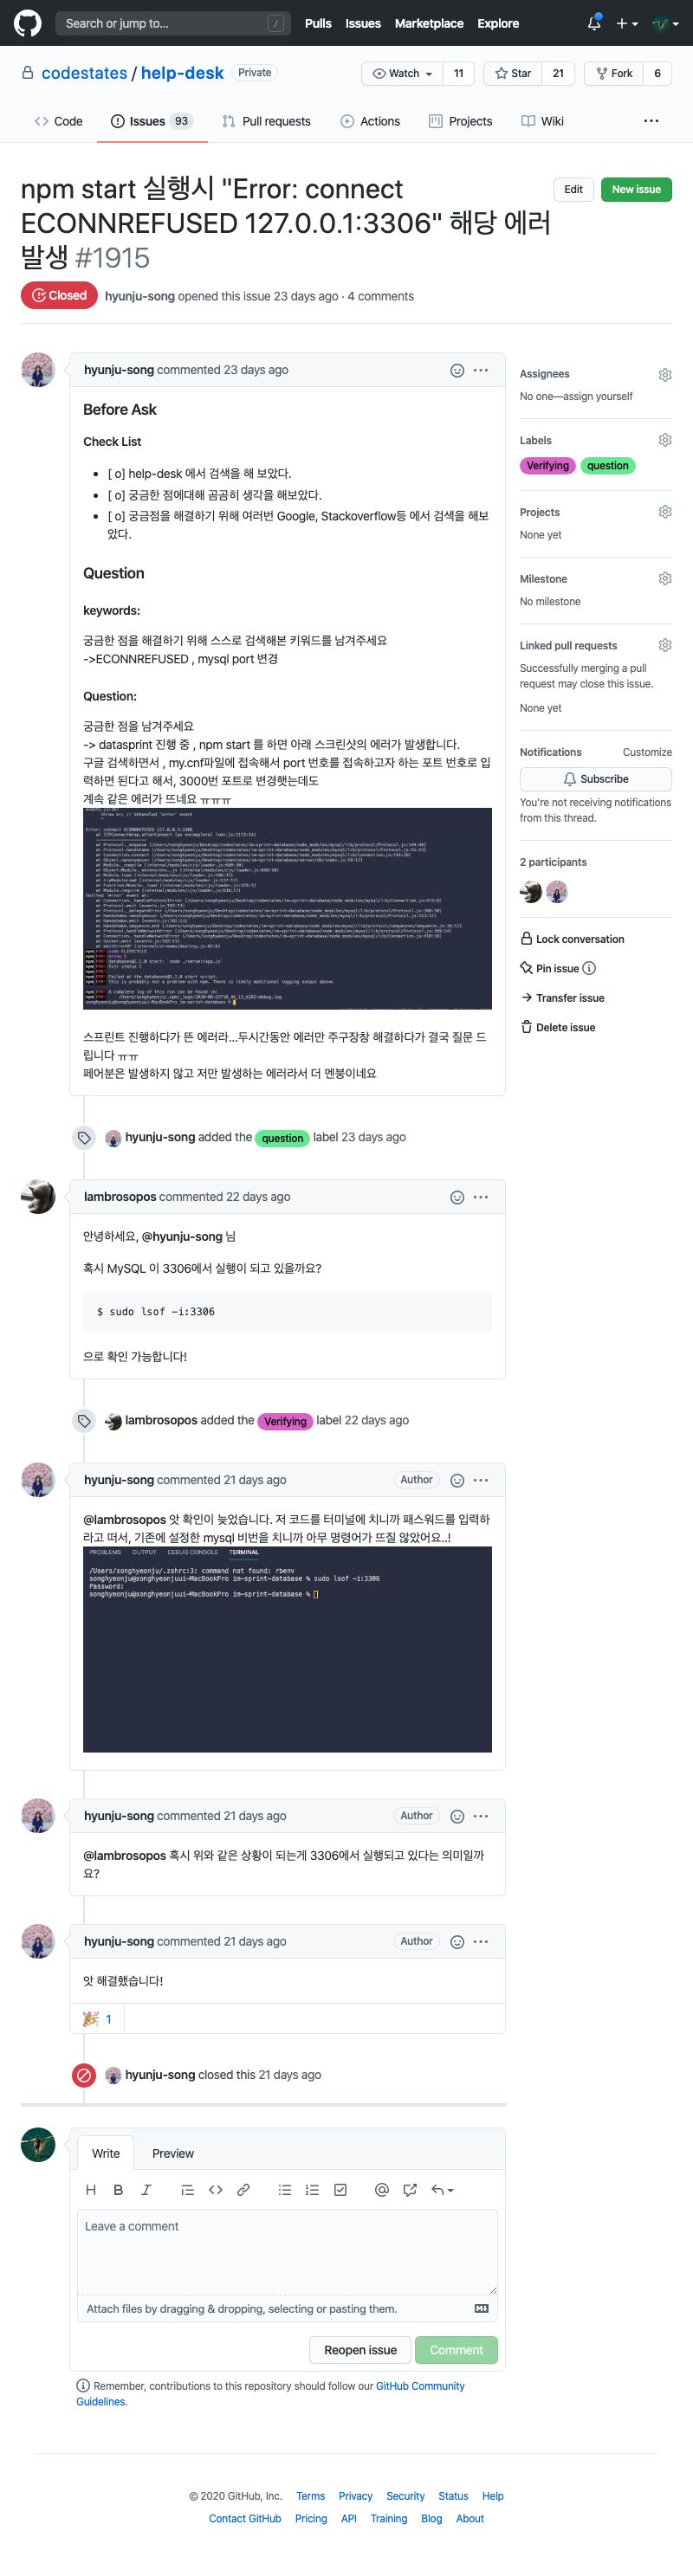 Search or jump to...
/
Pulls Issues Marketplace Explore
codestates / help-desk Private
Watch 11 Star 21 Fork 6
Code Issues 93 Pull requests Actions Projects Wiki
npm start 실행시 "Error: connect
ECONNREFUSED 127.0.0.1:3306" 해당 에러
발생 #1915
Edit New issue
Closed hyunju-song opened this issue 23 days ago · 4 comments
hyunju-song commented 23 days ago
Before Ask
Check List
[ o] help-desk 에서 검색을 해 보았다.
[ o] 궁금한 점에대해 곰곰히 생각을 해보았다.
[ o] 궁금점을 해결하기 위해 여러번 Google, Stackoverflow등 에서 검색을 해보
았다.
Question
keywords:
궁금한 점을 해결하기 위해 스스로 검색해본 키워드를 남겨주세요
->ECONNREFUSED , mysql port 변경
Question:
궁금한 점을 남겨주세요
-> datasprint 진행 중 , npm start 를 하면 아래 스크린샷의 에러가 발생합니다.
구글 검색하면서 , my.cnf파일에 접속해서 port 번호를 접속하고자 하는 포트 번호로 입
력하면 된다고 해서, 3000번 포트로 변경했는데도
계속 같은 에러가 뜨네요 ㅠㅠㅠ
Error: connect ECONNREFUSED 127.0.0.1:3306
스프린트 진행하다가 뜬 에러라...두시간동안 에러만 주구장창 해결하다가 결국 질문 드
립니다 ㅠㅠ
페어분은 발생하지 않고 저만 발생하는 에러라서 더 멘붕이네요
hyunju-song added the question label 23 days ago
lambrosopos commented 22 days ago
안녕하세요, @hyunju-song 님
혹시 MySQL 이 3306에서 실행이 되고 있을까요?
$ sudo lsof -i:3306
으로 확인 가능합니다!
lambrosopos added the Verifying label 22 days ago
hyunju-song commented 21 days ago Author
@lambrosopos 앗 확인이 늦었습니다. 저 코드를 터미널에 치니까 패스워드를 입력하
라고 떠서, 기존에 설정한 mysql 비번을 치니까 아무 명령어가 뜨질 않았어요..!
PROBLEMS OUTPUT DEBUG CONSOLE TERMINAL
/Users/songhyeonju/.zshrc:3: command not found: rbenv
songhyeonju@songhyeonjuui-MacBookPro im-sprint-database % sudo lsof -i:3306
Password:
songhyeonju@songhyeonjuui-MacBookPro im-sprint-database %
hyunju-song commented 21 days ago Author
@lambrosopos 혹시 위와 같은 상황이 되는게 3306에서 실행되고 있다는 의미일까
요?
hyunju-song commented 21 days ago Author
앗 해결했습니다!
1
hyunju-song closed this 21 days ago
Assignees
No one—assign yourself
Labels
Verifying question
Projects
None yet
Milestone
No milestone
Linked pull requests
Successfully merging a pull
request may close this issue.
None yet
Notifications Customize
Subscribe
You're not receiving notifications
from this thread.
2 participants
Lock conversation
Pin issue
Transfer issue
Delete issue
Write Preview
Leave a comment
Attach files by dragging & dropping, selecting or pasting them.
Reopen issue Comment
Remember, contributions to this repository should follow our GitHub Community
Guidelines.
© 2020 GitHub, Inc. Terms Privacy Security Status Help
Contact GitHub Pricing API Training Blog About